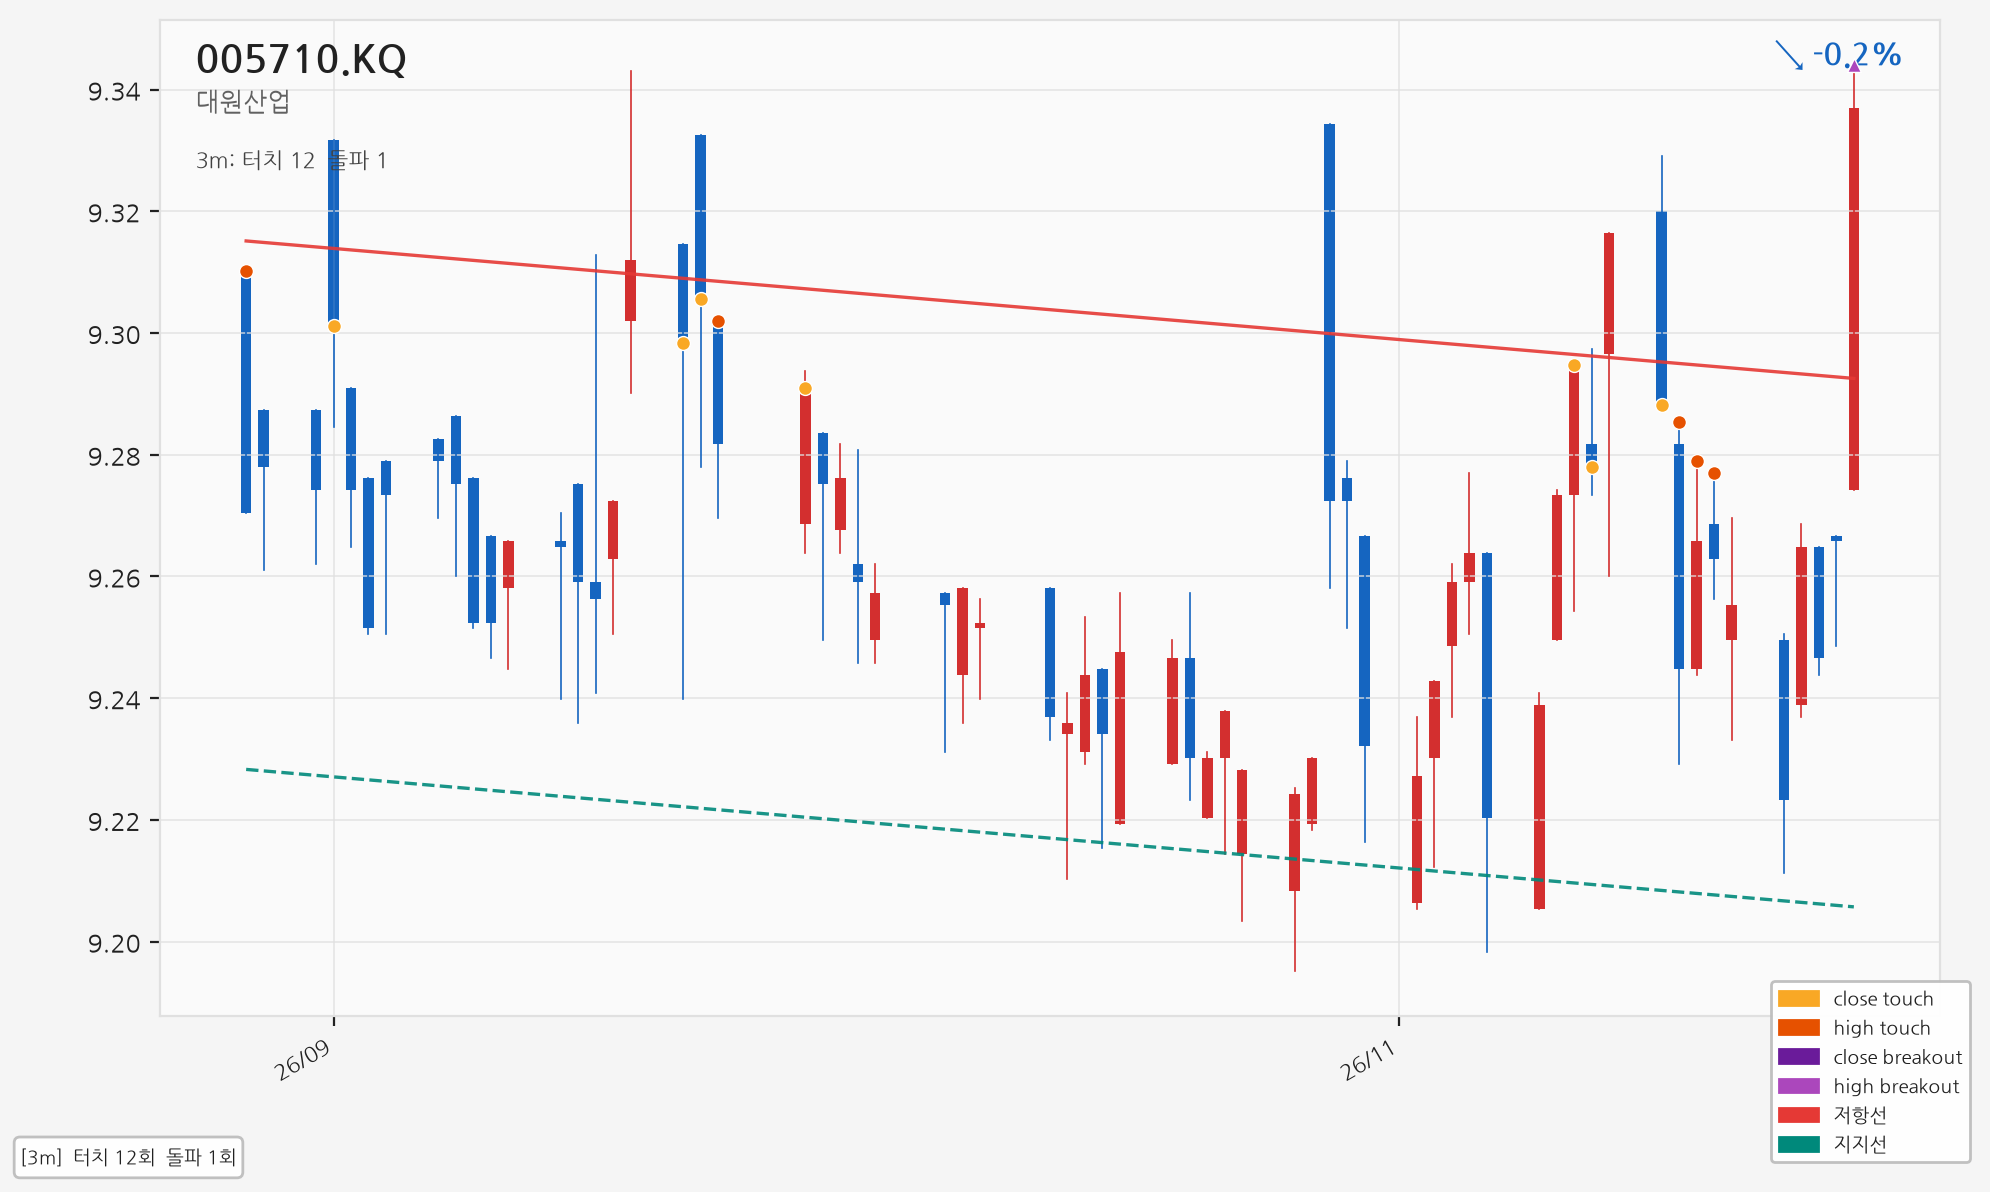 005710.KQ
대원산업
3m: 터치 12  돌파 1
-0.2%
9.34
9.32
9.30
9.28
9.26
9.24
9.22
9.20
26/09
26/11
close touch
high touch
close breakout
high breakout
저항선
지지선
[3m]  터치 12회  돌파 1회